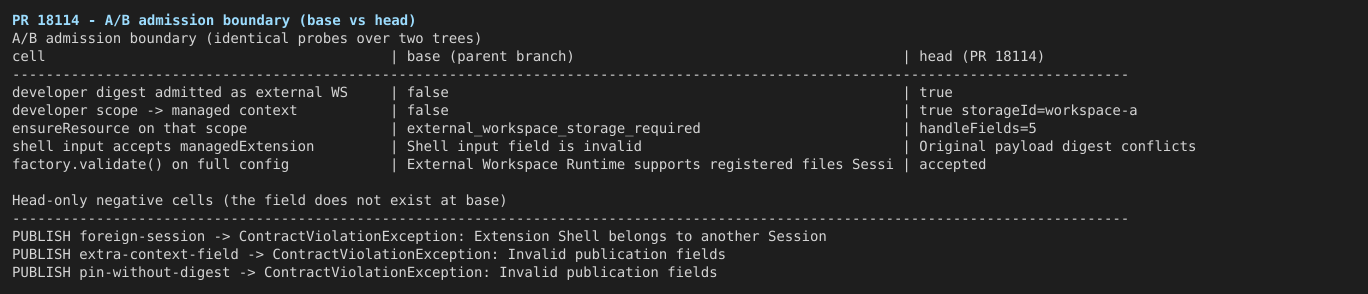 PR 18114 - A/B admission boundary (base vs head)
A/B admission boundary (identical probes over two trees)
cell | base (parent branch) | head (PR 18114)
------------------------------------------------------------------------------------------------------------------------------------
developer digest admitted as external WS | false | true
developer scope -> managed context | false | true storageId=workspace-a
ensureResource on that scope | external_workspace_storage_required | handleFields=5
shell input accepts managedExtension | Shell input field is invalid | Original payload digest conflicts
factory.validate() on full config | External Workspace Runtime supports registered files Sessi | accepted
Head-only negative cells (the field does not exist at base)
------------------------------------------------------------------------------------------------------------------------------------
PUBLISH foreign-session -> ContractViolationException: Extension Shell belongs to another Session
PUBLISH extra-context-field -> ContractViolationException: Invalid publication fields
PUBLISH pin-without-digest -> ContractViolationException: Invalid publication fields